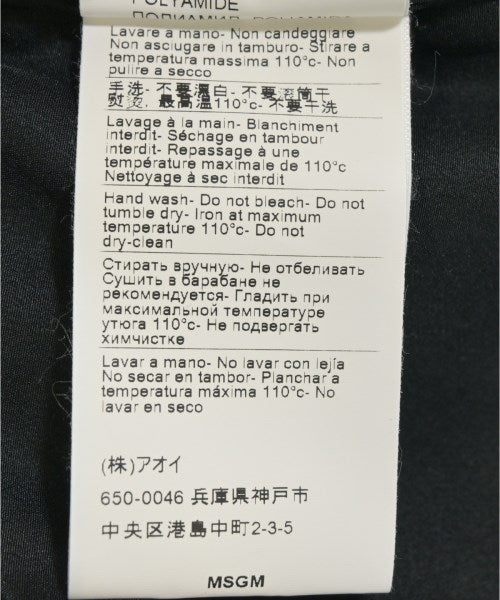 POLYAMIDE
ПОЛИАМИД POLIAMIDA
Lavare a mano- Non candeggiare
Non asciugare in tamburo- Stirare a
temperatura massima 110°c- Non
pulire a secco
手洗- 不要漂白- 不要滚筒干
熨烫, 最高温110°c- 不要干洗
Lavage à la main- Blanchiment
interdit- Séchage en tambour
interdit- Repassage à une
température maximale de 110°c
Nettoyage à sec interdit
Hand wash- Do not bleach- Do not
tumble dry- Iron at maximum
temperature 110°c- Do not
dry-clean
Стирать вручную- Не отбеливать
Сушить в барабане не
рекомендуется- Гладить при
максимальной температуре
утюга 110°c- Не подвергать
химчистке
Lavar a mano- No lavar con lejía
No secar en tambor- Planchar a
temperatura máxima 110°c- No
lavar en seco
(株)アオイ
650-0046 兵庫県神戸市
中央区港島中町2-3-5
MSGM